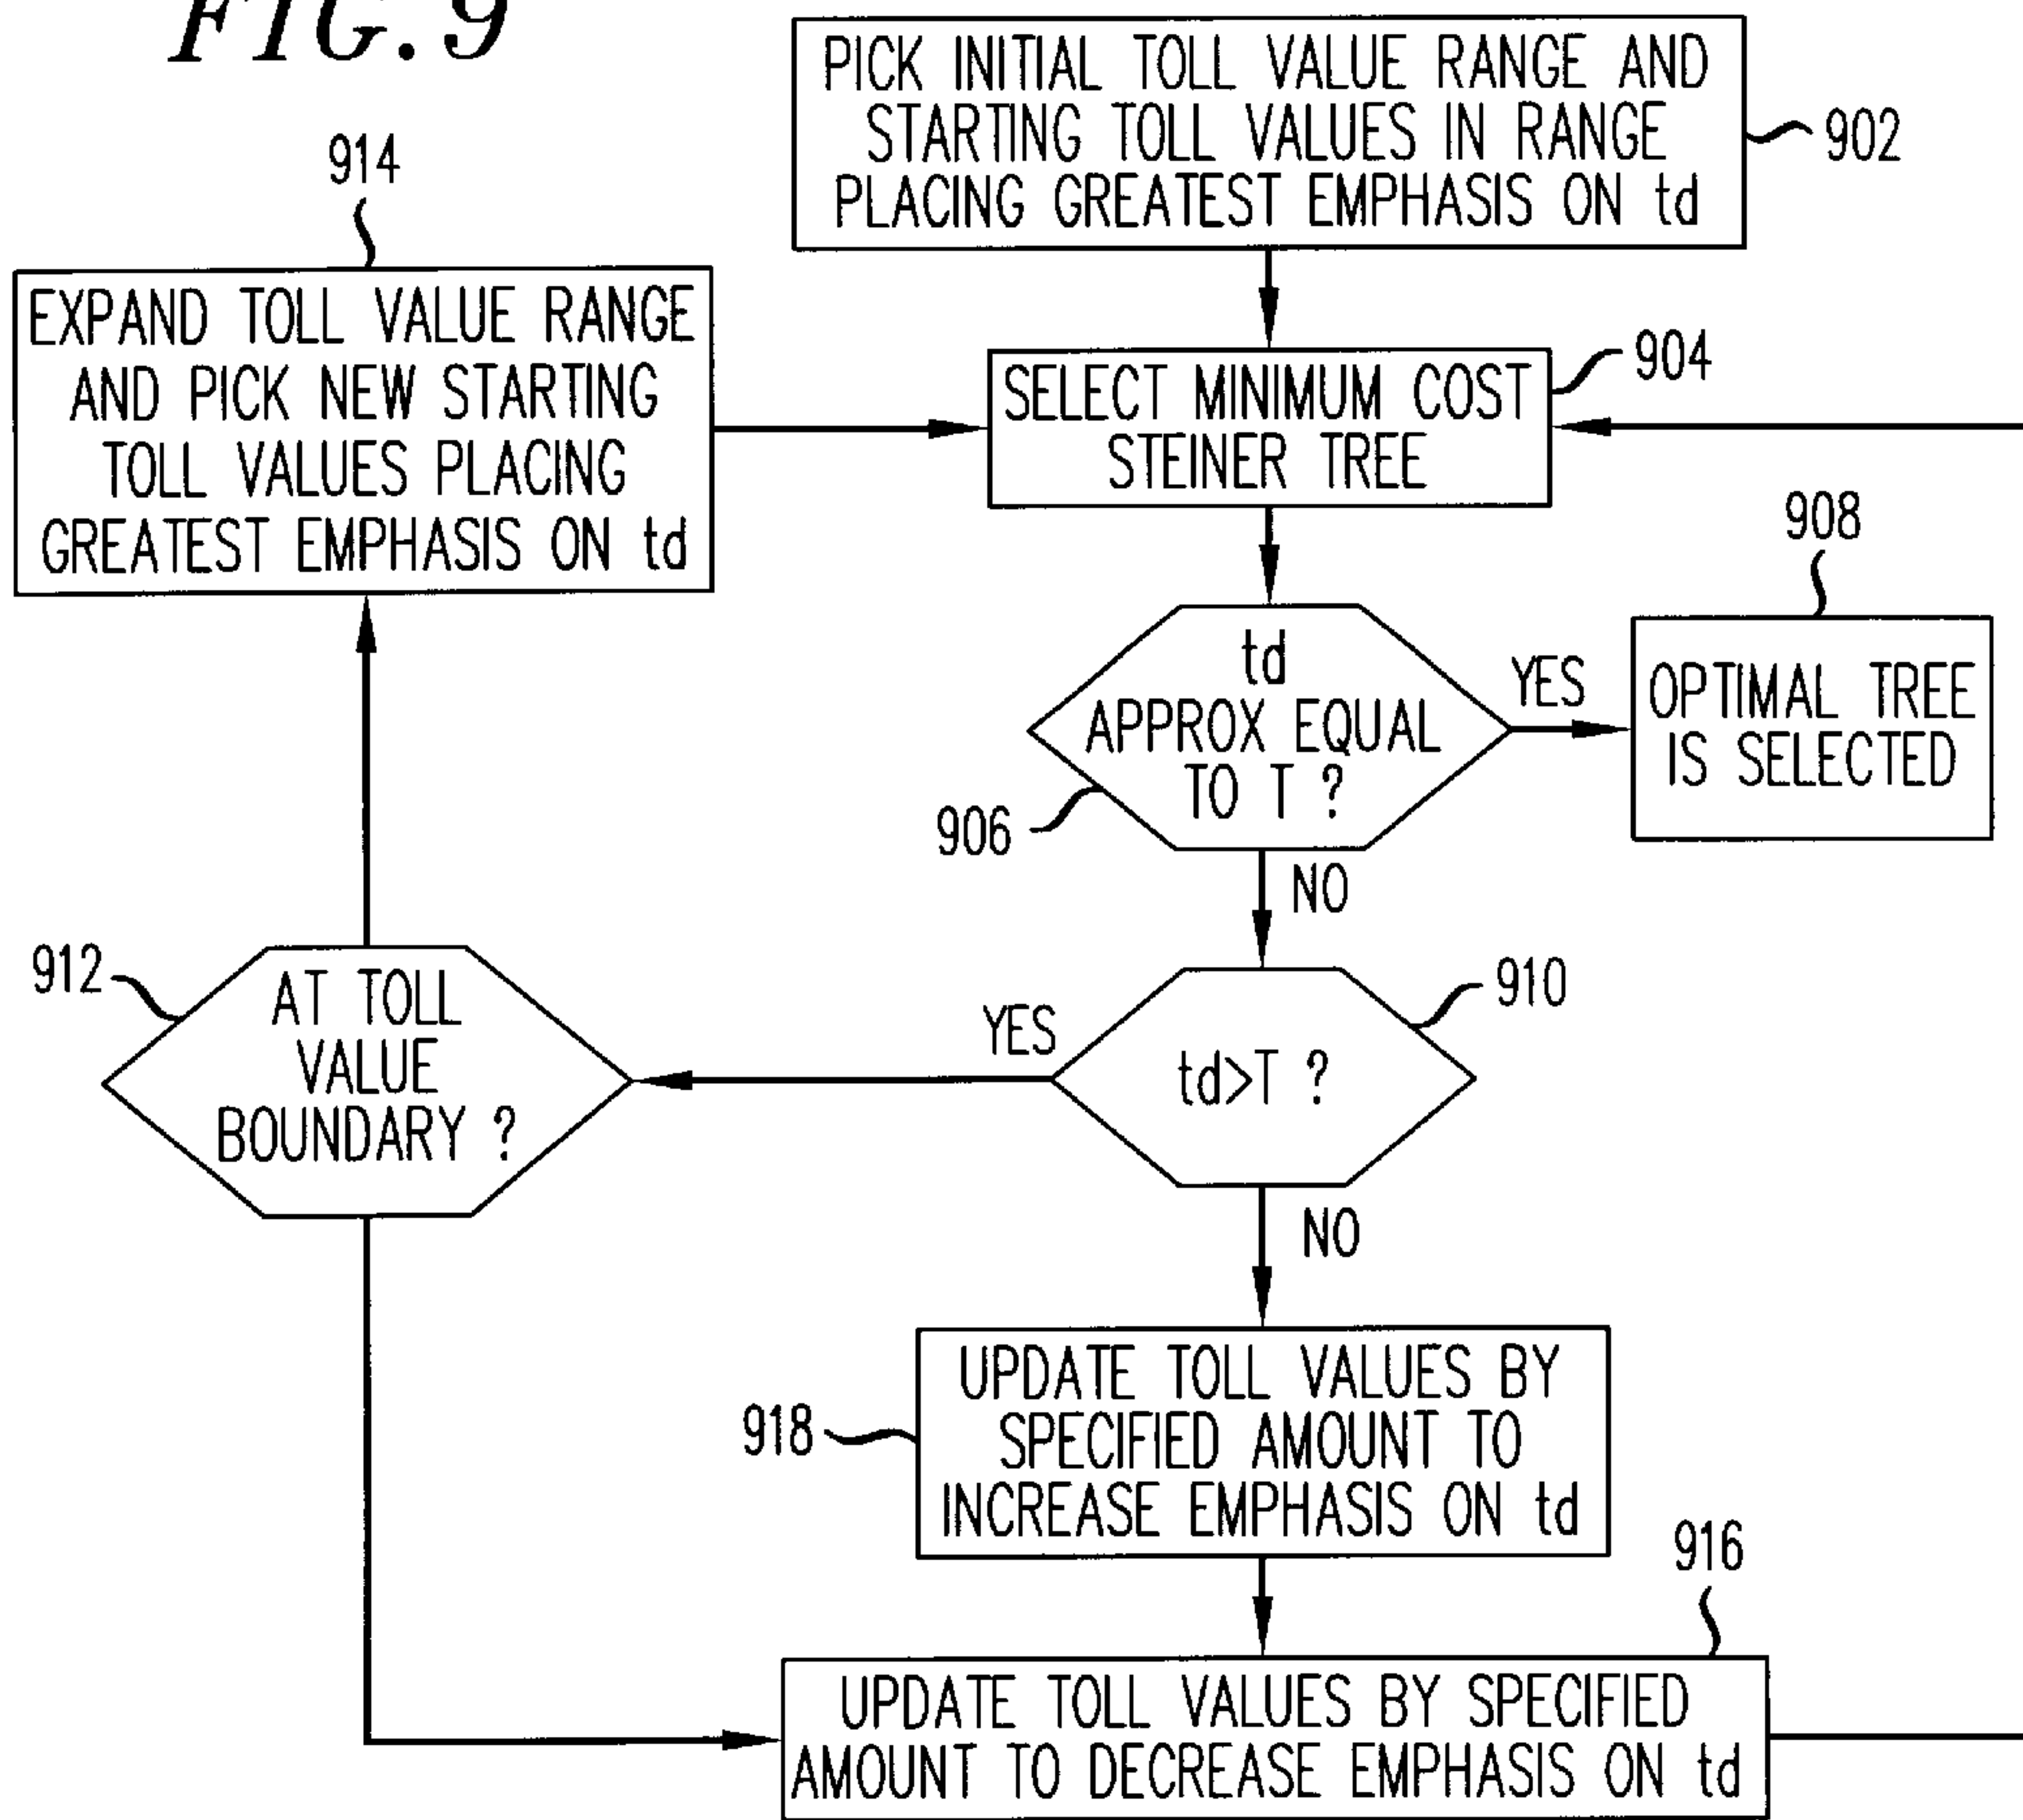 FIG. 9
PICK INITIAL TOLL VALUE RANGE AND
STARTING TOLL VALUES IN RANGE
PLACING GREATEST EMPHASIS ON td
902
914
EXPAND TOLL VALUE RANGE
AND PICK NEW STARTING
TOLL VALUES PLACING
GREATEST EMPHASIS ON td
904
SELECT MINIMUM COST
STEINER TREE
908
td
APPROX EQUAL
TO T ?
YES
OPTIMAL TREE
IS SELECTED
906
NO
912
AT TOLL
VALUE
BOUNDARY ?
YES
910
td>T ?
NO
918
UPDATE TOLL VALUES BY
SPECIFIED AMOUNT TO
INCREASE EMPHASIS ON td
916
UPDATE TOLL VALUES BY SPECIFIED
AMOUNT TO DECREASE EMPHASIS ON td